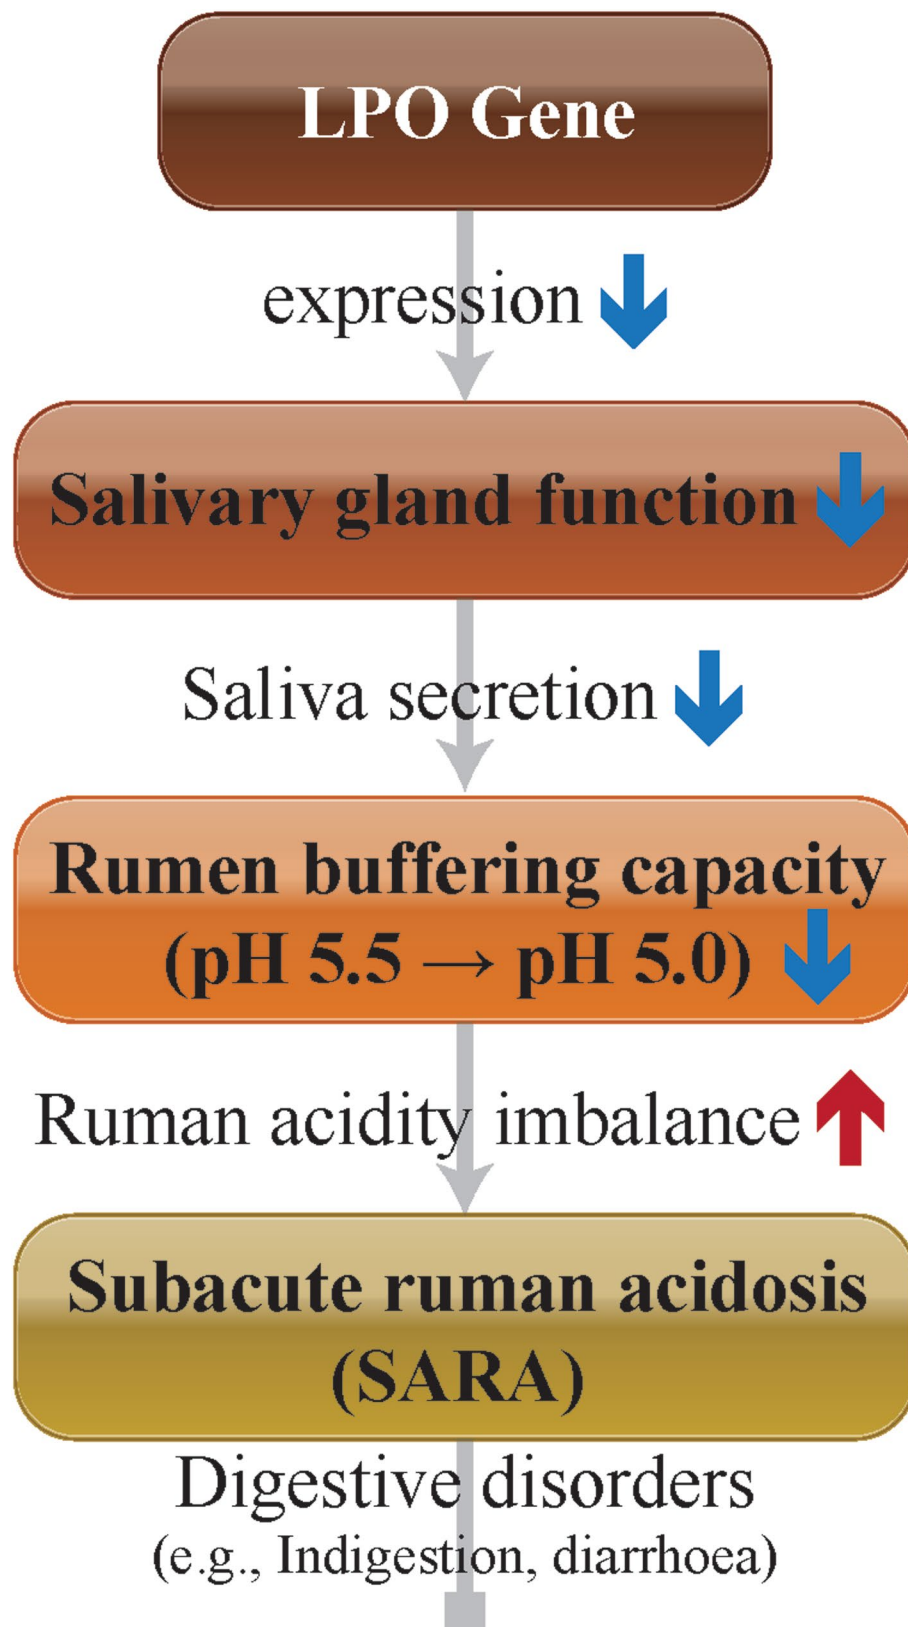 LPO Gene
expression
Salivary gland function
Saliva secretion
Rumen buffering capacity
(pH 5.5 → pH 5.0)
Ruman acidity imbalance
Subacute ruman acidosis
(SARA)
Digestive disorders
(e.g., Indigestion, diarrhoea)